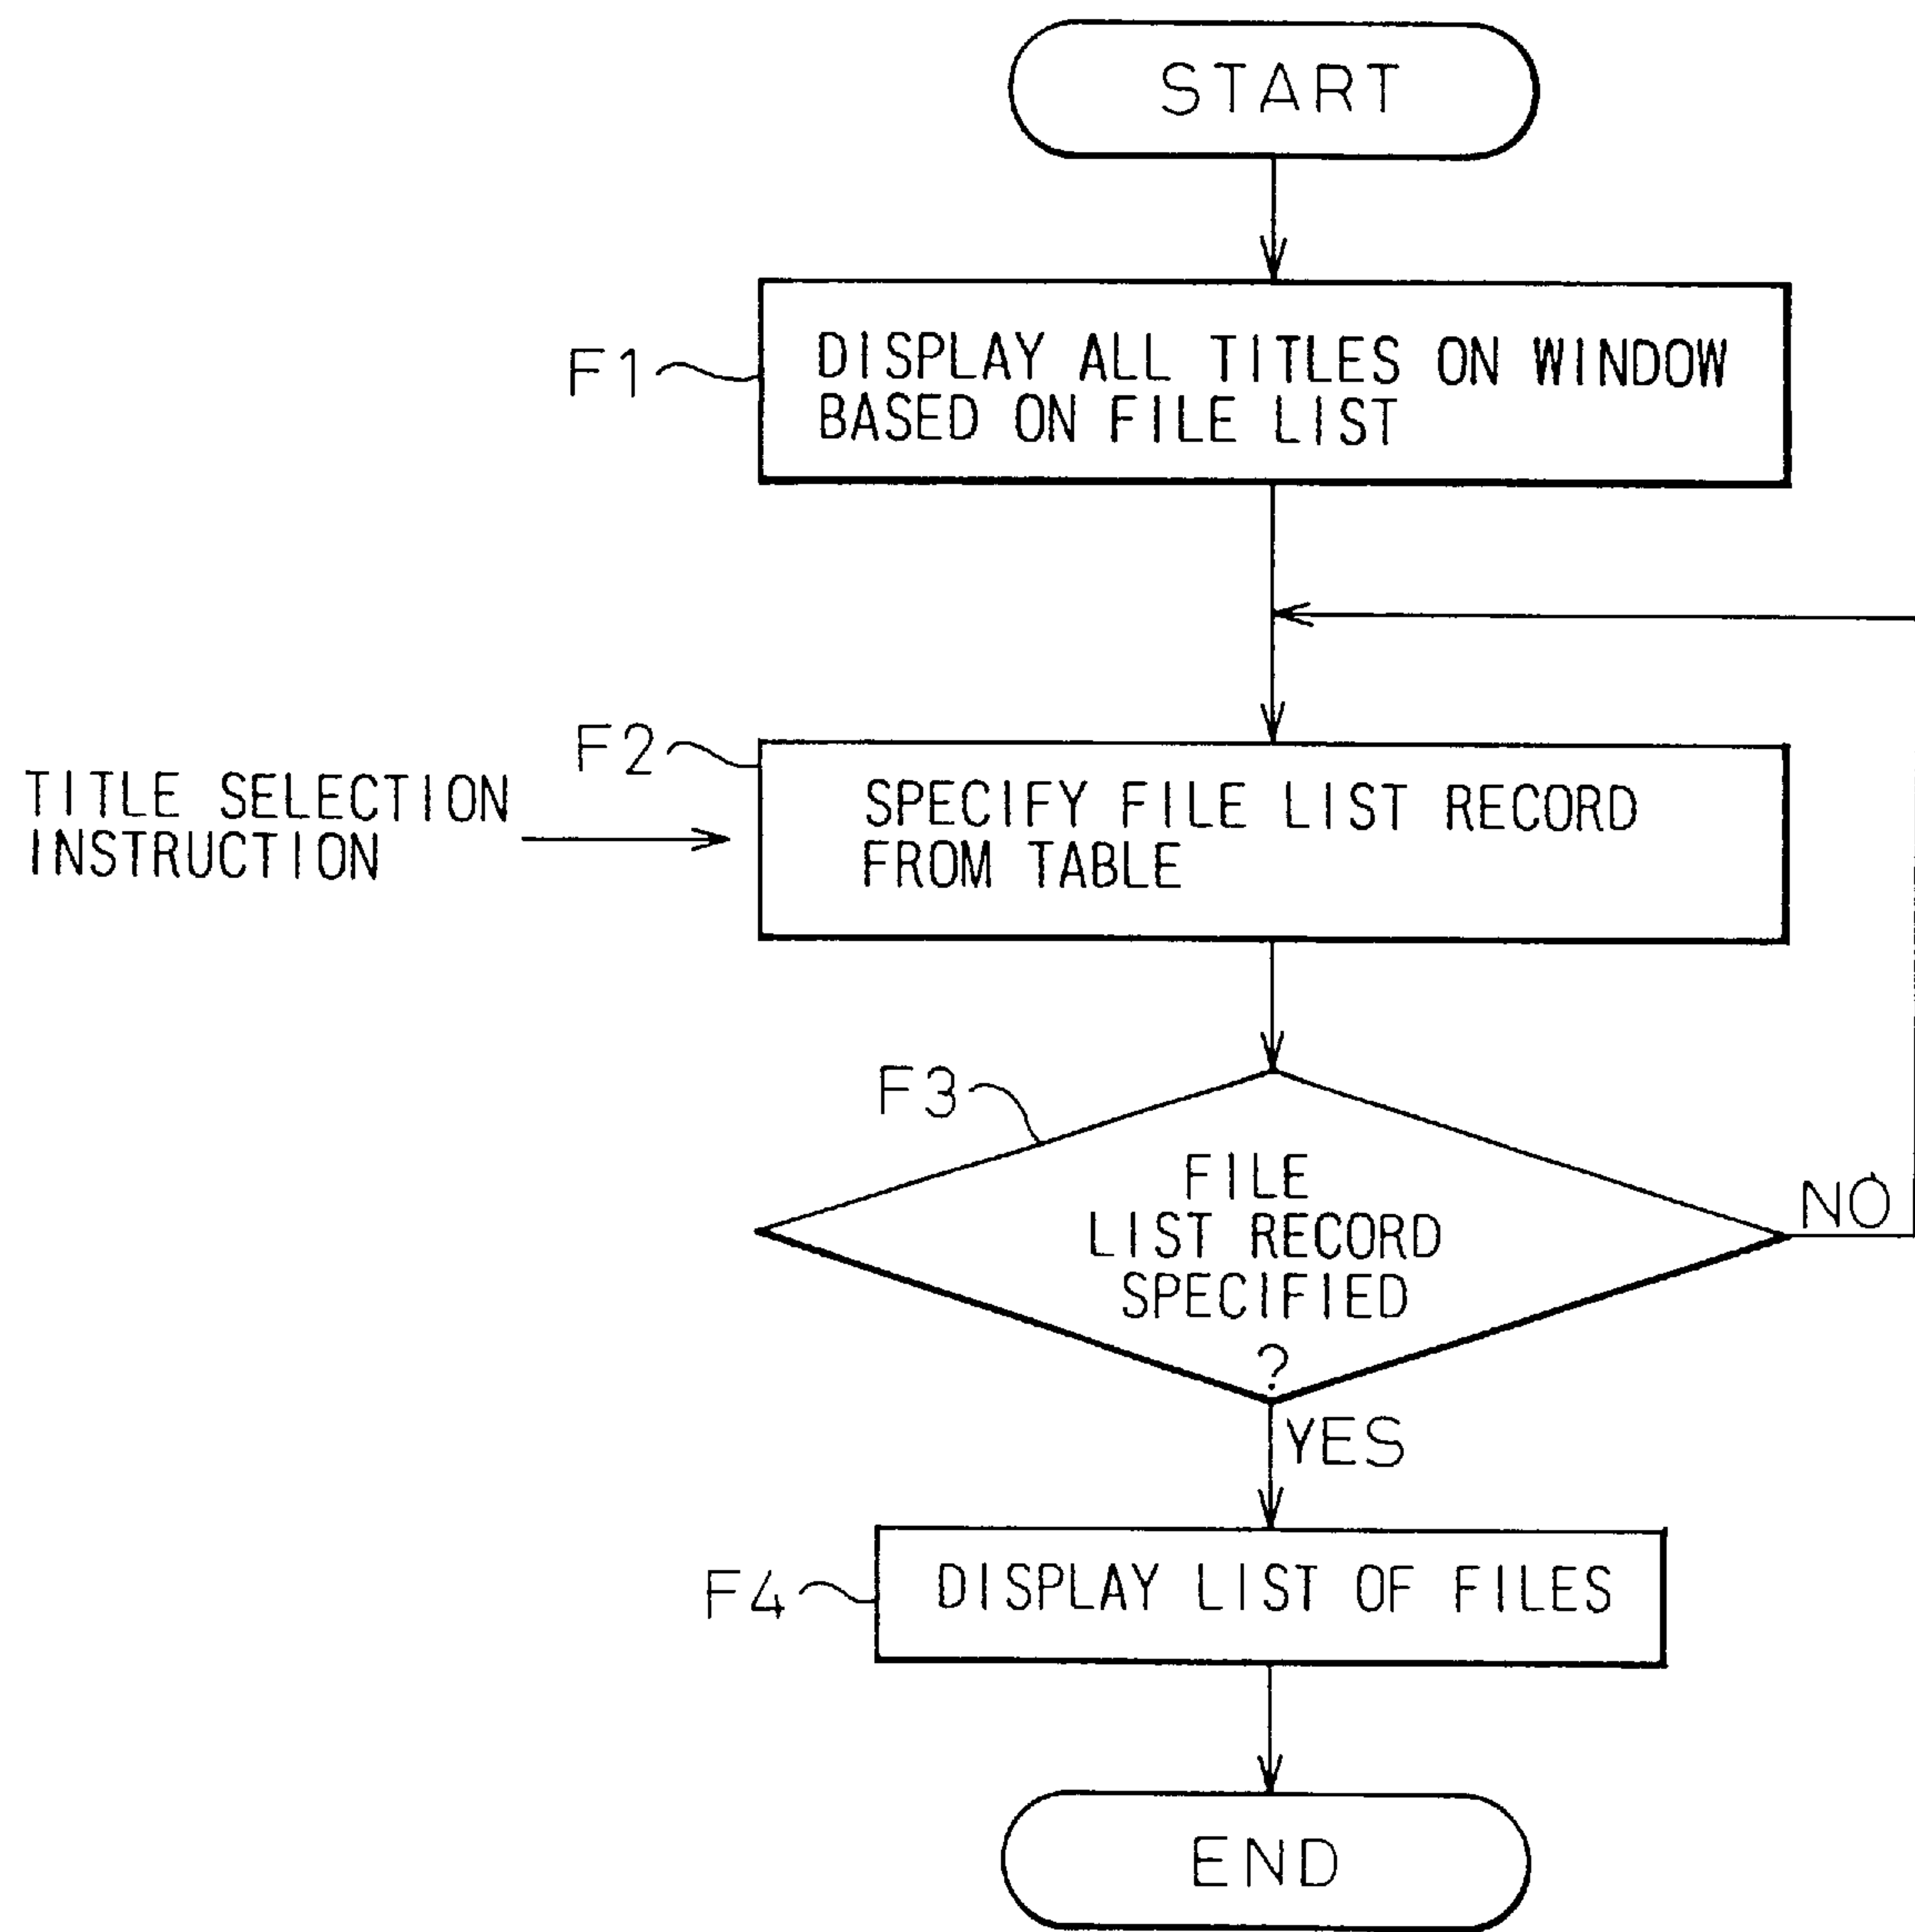 START
F1
DISPLAY ALL TITLES ON WINDOW
BASED ON FILE LIST
F2
TITLE SELECTION
INSTRUCTION
SPECIFY FILE LIST RECORD
FROM TABLE
F3
FILE
LIST RECORD
SPECIFIED
?
NO
YES
F4
DISPLAY LIST OF FILES
END